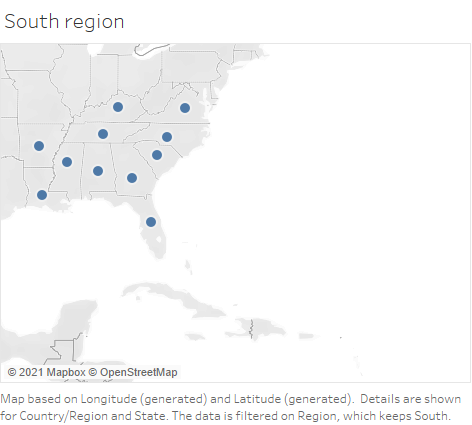 South region
© 2021 Mapbox © OpenStreetMap
Map based on Longitude (generated) and Latitude (generated).  Details are shown
for Country/Region and State. The data is filtered on Region, which keeps South.